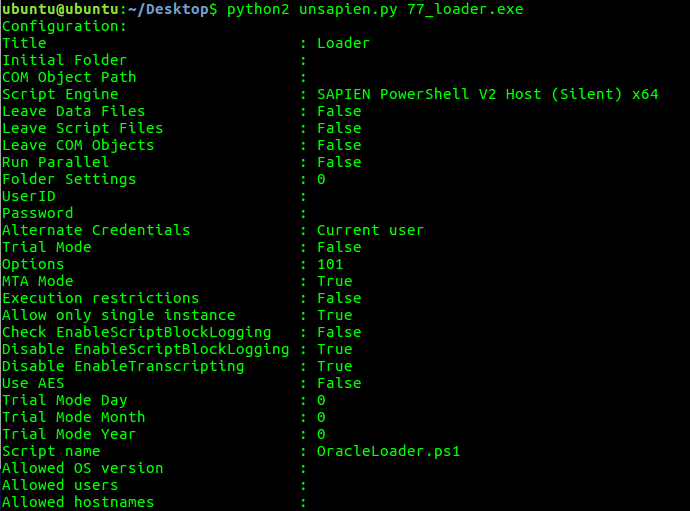 ubuntu@ubuntu:~/Desktop$ python2 unsapien.py 77_loader.exe
Configuration:
Title                            : Loader
Initial Folder                   :
COM Object Path                  :
Script Engine                    : SAPIEN PowerShell V2 Host (Silent) x64
Leave Data Files                 : False
Leave Script Files               : False
Leave COM Objects                : False
Run Parallel                     : False
Folder Settings                  : 0
UserID                           :
Password                         :
Alternate Credentials            : Current user
Trial Mode                       : False
Options                          : 101
MTA Mode                         : True
Execution restrictions           : False
Allow only single instance       : True
Check EnableScriptBlockLogging   : False
Disable EnableScriptBlockLogging : True
Disable EnableTranscripting      : True
Use AES                          : False
Trial Mode Day                   : 0
Trial Mode Month                 : 0
Trial Mode Year                  : 0
Script name                      : OracleLoader.ps1
Allowed OS version               :
Allowed users                    :
Allowed hostnames                :